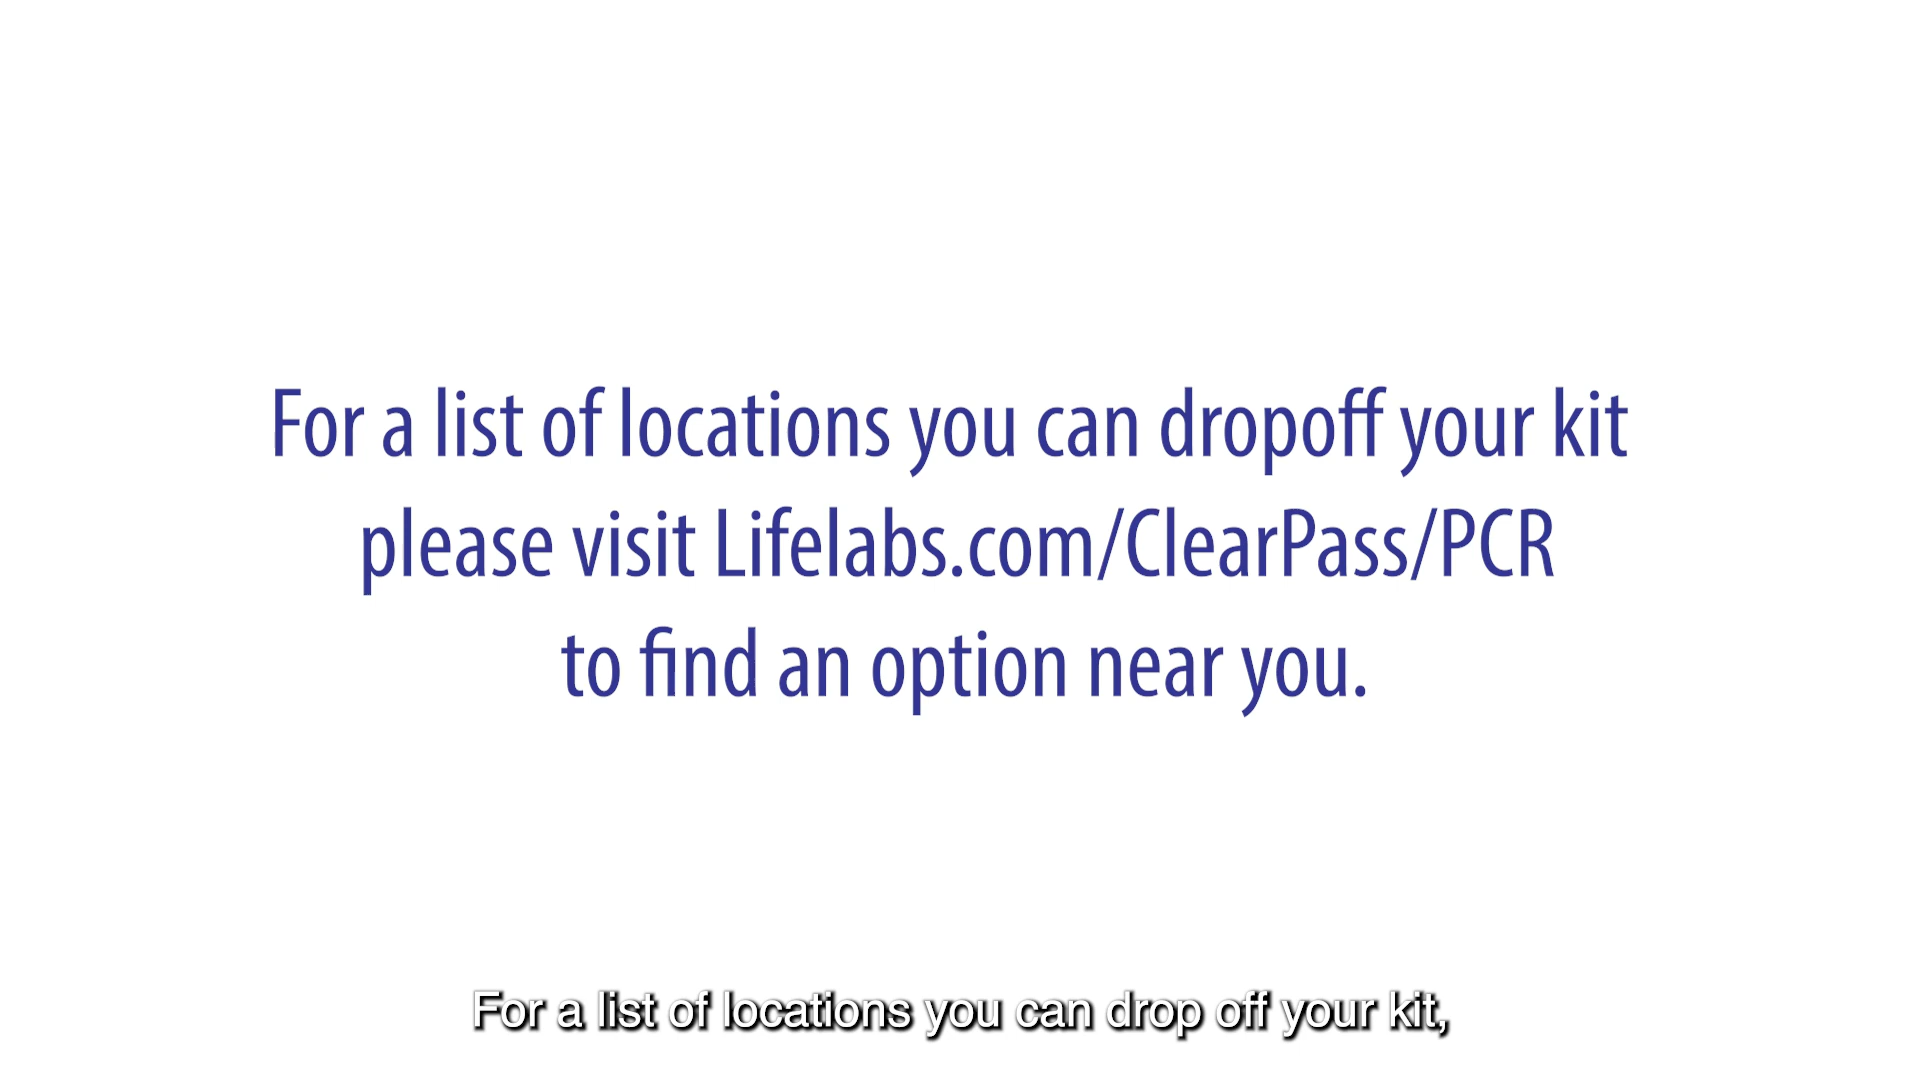 For a list of locations you can dropoff your kit
please visit Lifelabs.com/ClearPass/PCR
to find an option near you.
For a list of locations you can drop off your kit,